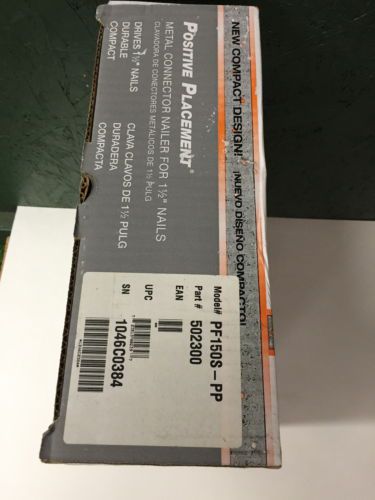 NEW COMPACT DESIGN! ¡NUEVO DISEÑO COMPACTO!
POSITIVE PLACEMENT®
METAL CONNECTOR NAILER FOR 1½" NAILS
CLAVADORA DE CONECTORES METÁLICOS DE 1½ PULG
DRIVES 1½" NAILS
DURABLE
COMPACT
CLAVA CLAVOS DE 1½ PULG
DURADERA
COMPACTA
Model# PF150S-PP
Part # 502300
EAN
UPC
SN 1046C0384